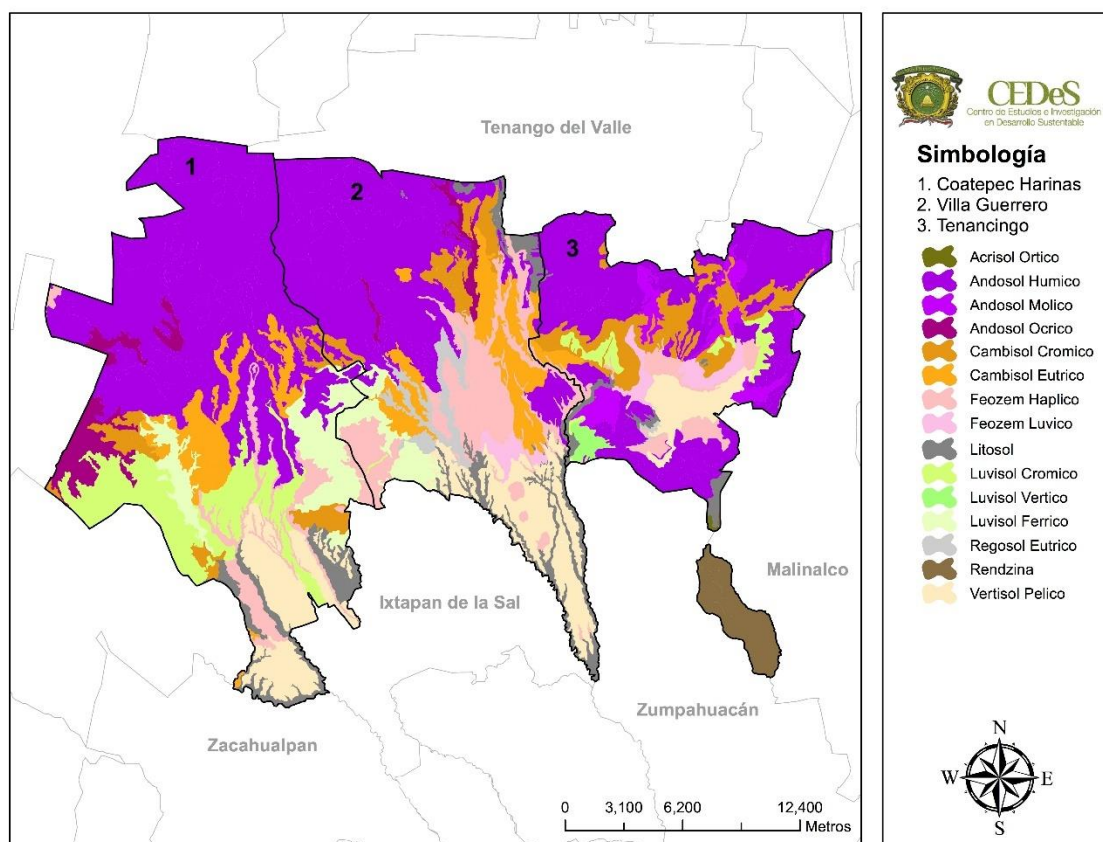 Tenango del Valle
1
2
3
Malinalco
Ixtapan de la Sal
Zumpahuacán
Zacahualpan
0 3,100 6,200 12,400
Metros
CEDeS
Centro de Estudios e Investigación
en Desarrollo Sustentable
Simbología
1. Coatepec Harinas
2. Villa Guerrero
3. Tenancingo
Acrisol Ortico
Andosol Humico
Andosol Molico
Andosol Ocrico
Cambisol Cromico
Cambisol Eutrico
Feozem Haplico
Feozem Luvico
Litosol
Luvisol Cromico
Luvisol Vertico
Luvisol Ferrico
Regosol Eutrico
Rendzina
Vertisol Pelico
N
W E
S